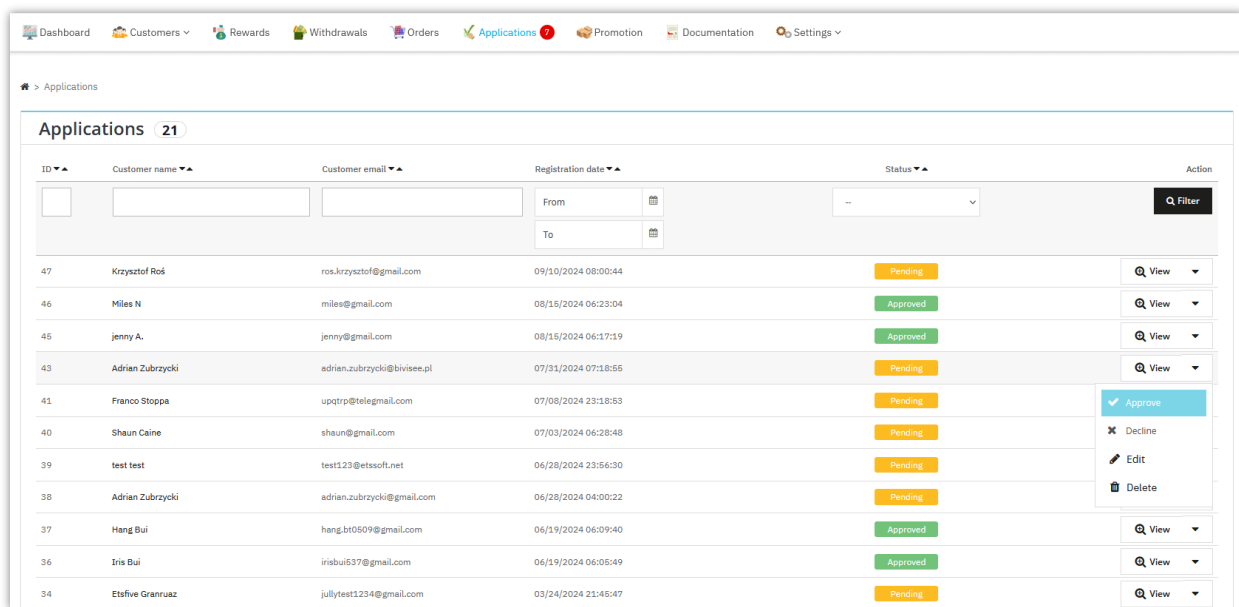 Dashboard Customers Rewards Withdrawals Orders Applications 7 Promotion Documentation Settings
> Applications
Applications 21
ID Customer name Customer email Registration date Status Action
From -- Filter
To
47 Krzysztof Roś ros.krzysztof@gmail.com 09/10/2024 08:00:44 Pending View
46 Miles N miles@gmail.com 08/15/2024 06:23:04 Approved View
45 jenny A. jenny@gmail.com 08/15/2024 06:17:19 Approved View
43 Adrian Zubrzycki adrian.zubrzycki@bivisee.pl 07/31/2024 07:18:55 Pending View
41 Franco Stoppa upqtrp@telegmail.com 07/08/2024 23:18:53 Pending Approve
40 Shaun Caine shaun@gmail.com 07/03/2024 06:28:48 Pending Decline
39 test test test123@etssoft.net 06/28/2024 23:56:30 Pending Edit
38 Adrian Zubrzycki adrian.zubrzycki@gmail.com 06/28/2024 04:00:22 Pending Delete
37 Hang Bui hang.bt0509@gmail.com 06/19/2024 06:09:40 Approved View
36 Iris Bui irisbui537@gmail.com 06/19/2024 06:05:49 Approved View
34 Etsfive Granruaz jullytest1234@gmail.com 03/24/2024 21:45:47 Pending View